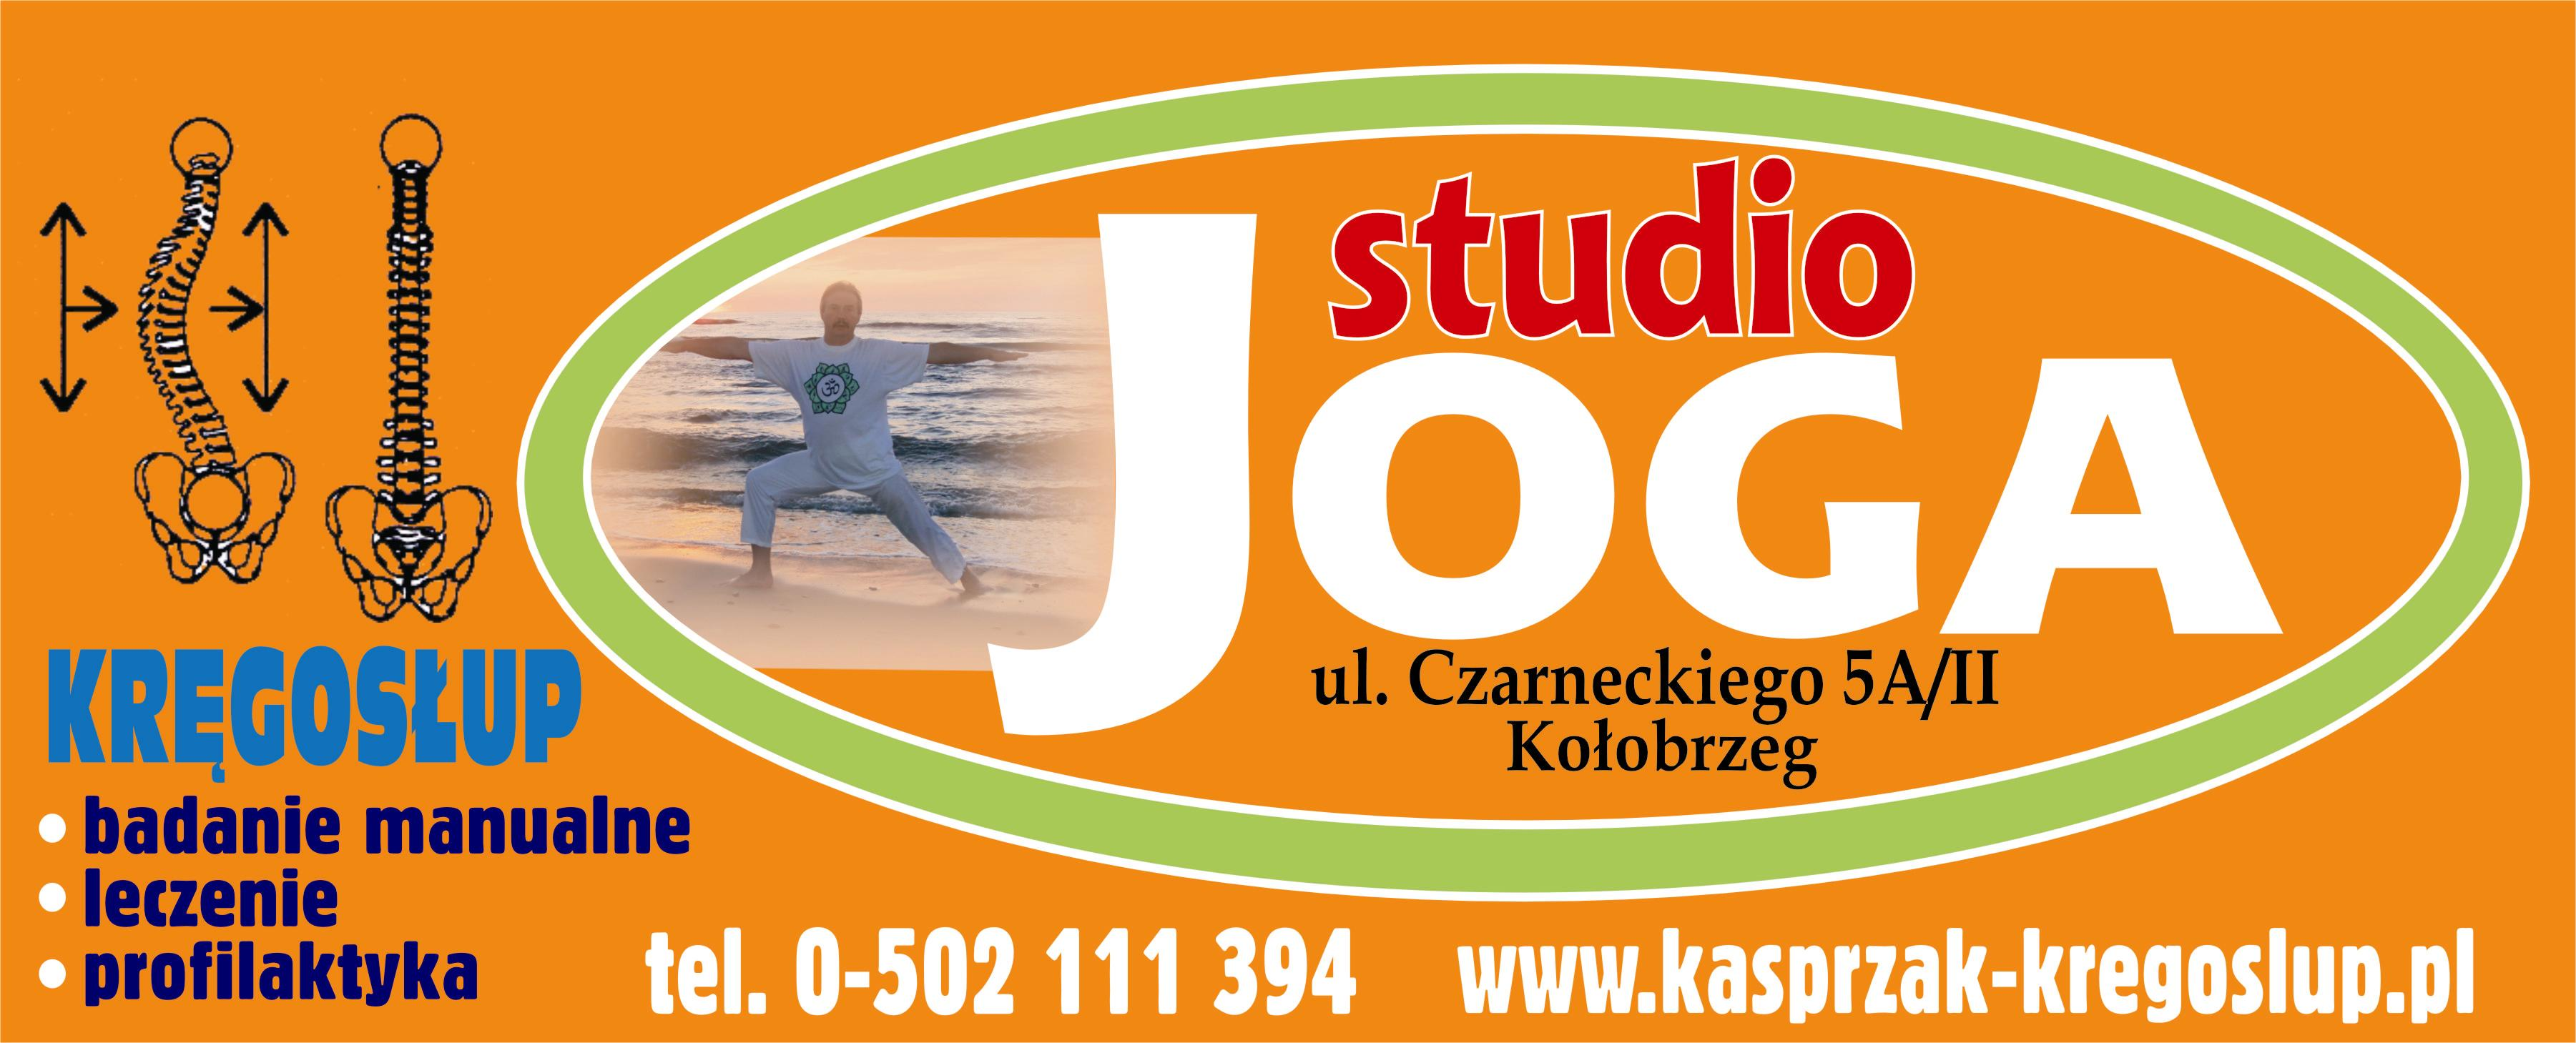 studio
JOGA
ul. Czarneckiego 5A/II
Kołobrzeg
KRĘGOSŁUP
• badanie manualne
• leczenie
• profilaktyka
tel. 0-502 111 394 www.kasprzak-kregoslup.pl